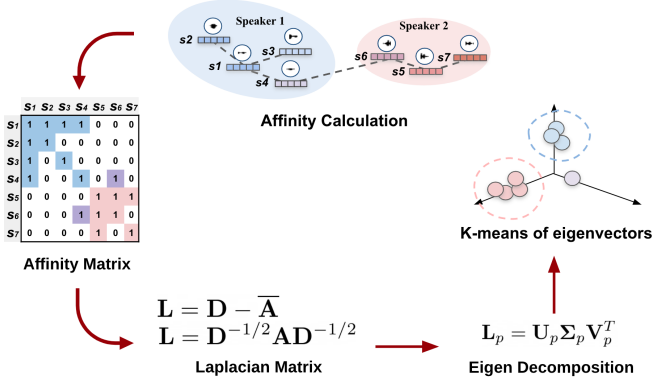 Speaker 1
Speaker 2
s2
s3
s1
s4
s6
s7
s5
Affinity Calculation
s1 s2 s3 s4 s5 s6 s7
s1 1 1 1 1 0 0 0
s2 1 1 0 0 0 0 0
s3 1 0 1 0 0 0 0
s4 1 0 0 1 0 1 0
s5 0 0 0 0 1 1 1
s6 0 0 0 1 1 1 0
s7 0 0 0 0 1 0 1
Affinity Matrix
K-means of eigenvectors
L = D − A̅
L = D^{−1/2}AD^{−1/2}
Laplacian Matrix
L_p = U_pΣ_pV_p^T
Eigen Decomposition